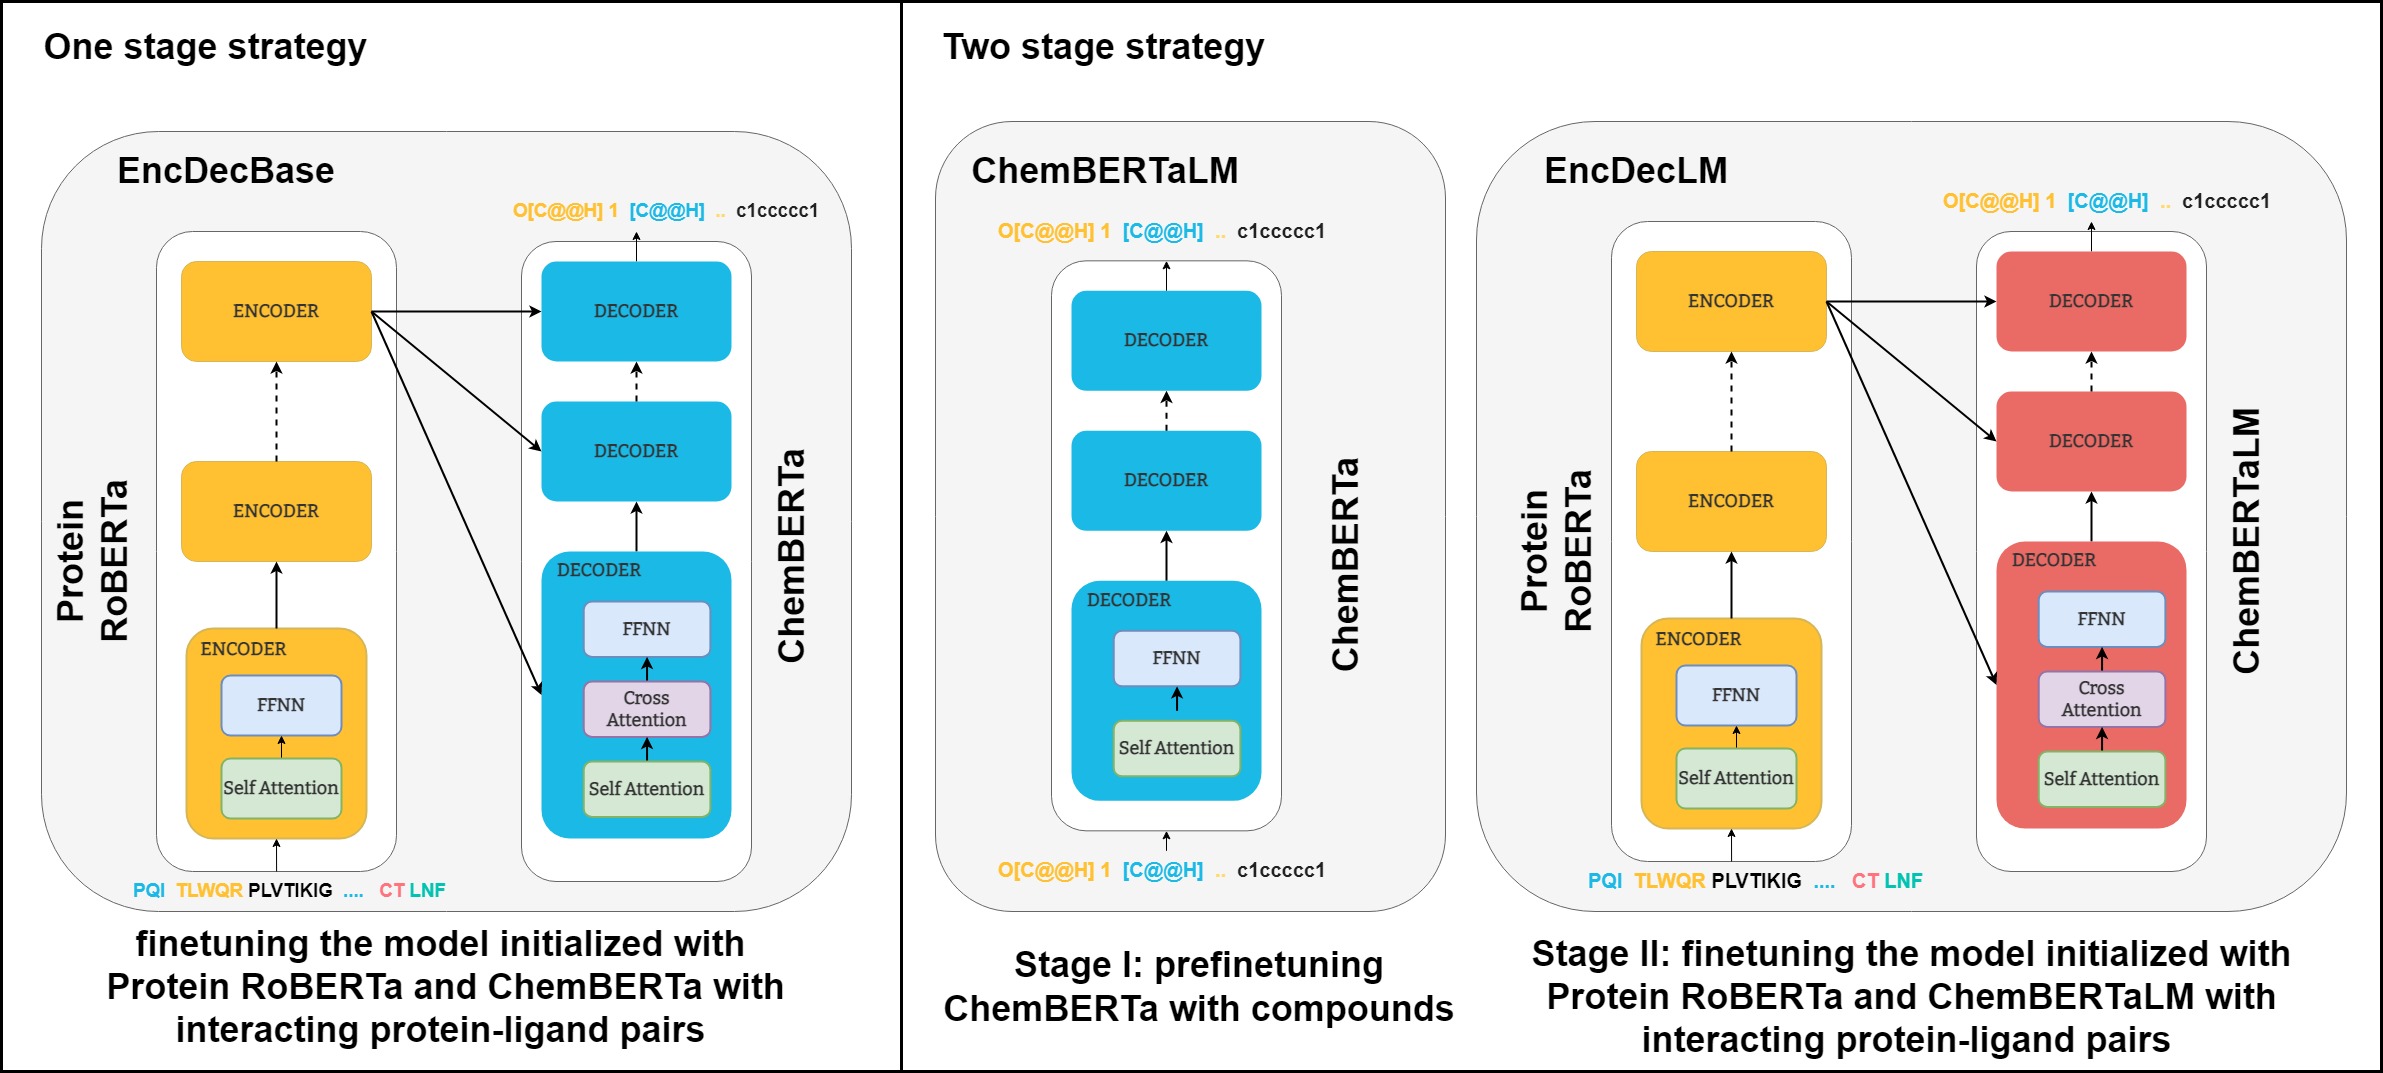 One stage strategy
EncDecBase
O[C@@H] 1 [C@@H] .. c1ccccc1
ENCODER
DECODER
DECODER
ENCODER
Protein
RoBERTa
ChemBERTa
DECODER
FFNN
Cross
Attention
Self Attention
ENCODER
FFNN
Self Attention
PQI TLWQR PLVTIKIG .... CT LNF
finetuning the model initialized with
Protein RoBERTa and ChemBERTa with
interacting protein-ligand pairs
Two stage strategy
ChemBERTaLM
O[C@@H] 1 [C@@H] .. c1ccccc1
DECODER
DECODER
ChemBERTa
DECODER
FFNN
Self Attention
O[C@@H] 1 [C@@H] .. c1ccccc1
Stage I: prefinetuning
ChemBERTa with compounds
EncDecLM
O[C@@H] 1 [C@@H] .. c1ccccc1
ENCODER
DECODER
DECODER
ENCODER
Protein
RoBERTa
ChemBERTaLM
DECODER
FFNN
Cross
Attention
Self Attention
ENCODER
FFNN
Self Attention
PQI TLWQR PLVTIKIG .... CT LNF
Stage II: finetuning the model initialized with
Protein RoBERTa and ChemBERTaLM with
interacting protein-ligand pairs